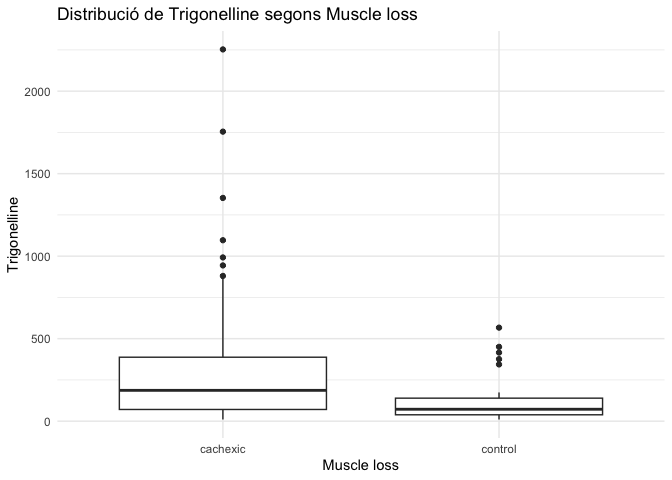 Distribució de Trigonelline segons Muscle loss
2000
1500
1000
500
0
Trigonelline
cachexic
control
Muscle loss